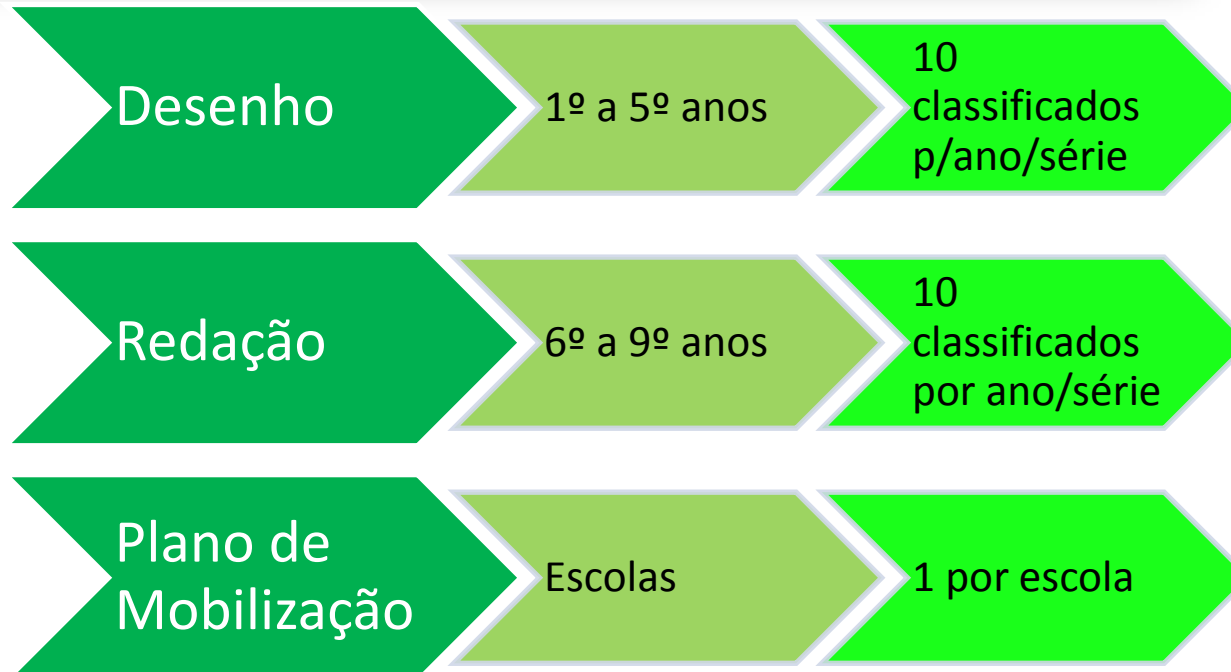 Desenho
1º a 5º anos
10
classificados
p/ano/série
Redação
6º a 9º anos
10
classificados
por ano/série
Plano de
Mobilização
Escolas
1 por escola